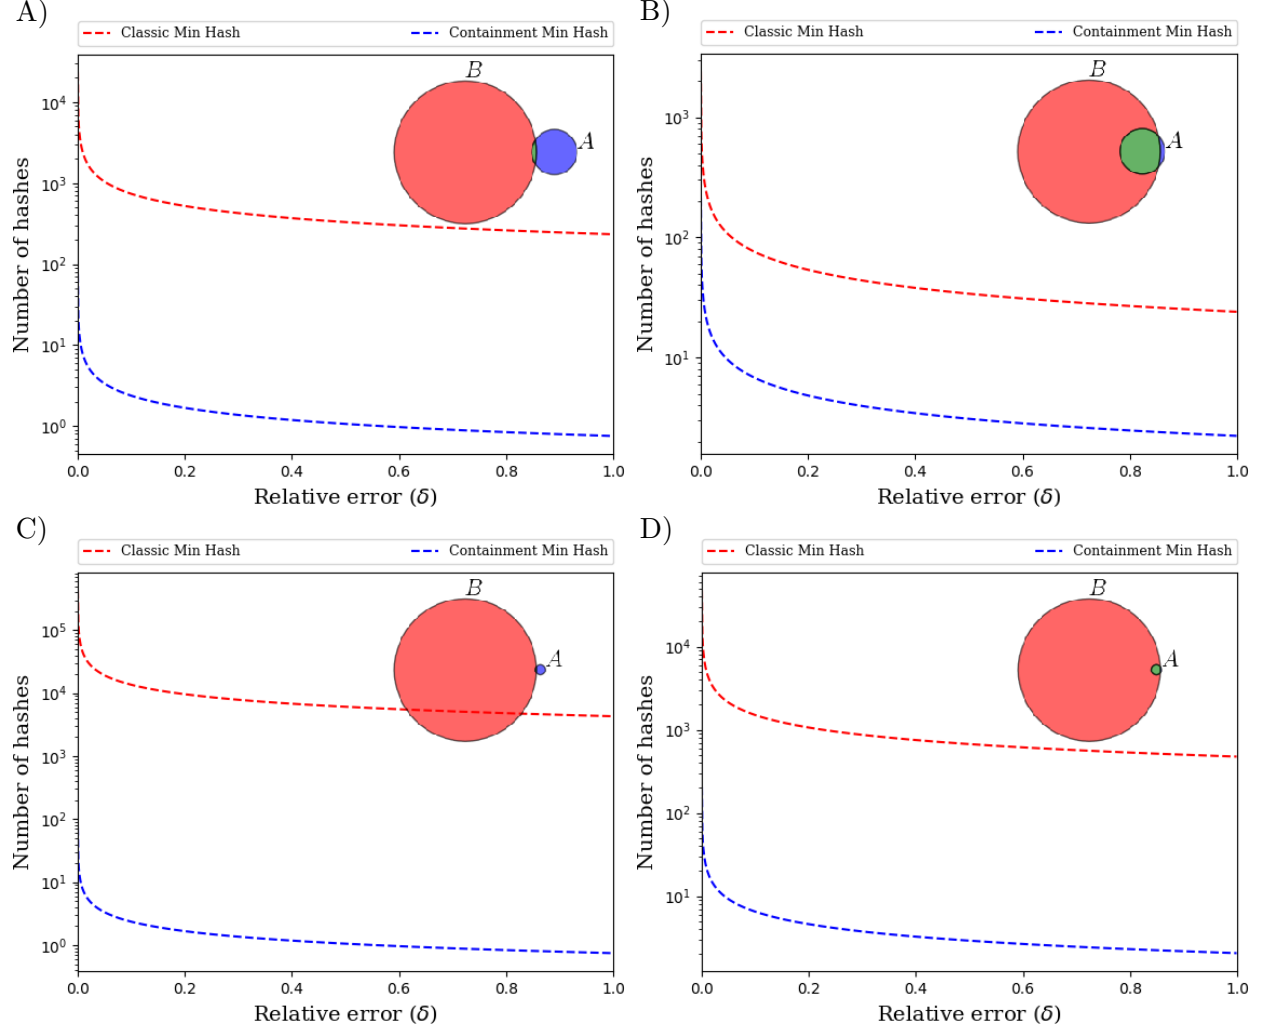 A)
Classic Min Hash Containment Min Hash
B
A
10^4
10^3
10^2
10^1
10^0
Number of hashes
0.0 0.2 0.4 0.6 0.8 1.0
Relative error (δ)
B)
Classic Min Hash Containment Min Hash
B
A
10^3
10^2
10^1
Number of hashes
0.0 0.2 0.4 0.6 0.8 1.0
Relative error (δ)
C)
Classic Min Hash Containment Min Hash
B
A
10^5
10^4
10^3
10^2
10^1
10^0
Number of hashes
0.0 0.2 0.4 0.6 0.8 1.0
Relative error (δ)
D)
Classic Min Hash Containment Min Hash
B
A
10^4
10^3
10^2
10^1
Number of hashes
0.0 0.2 0.4 0.6 0.8 1.0
Relative error (δ)